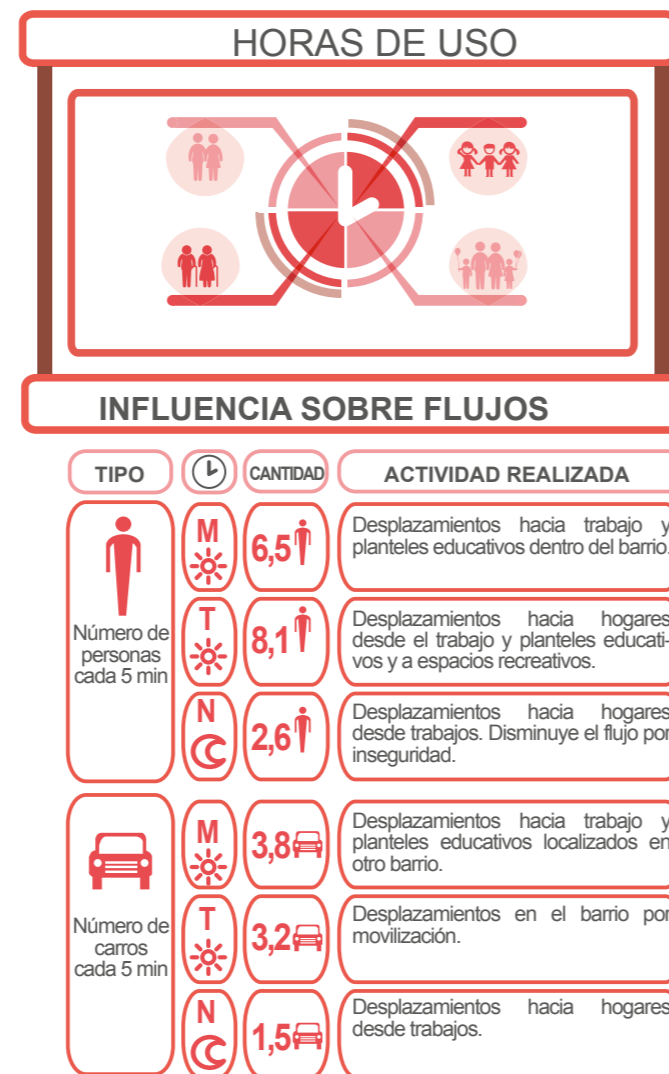 HORAS DE USO
INFLUENCIA SOBRE FLUJOS
TIPO CANTIDAD ACTIVIDAD REALIZADA
Número de
personas
cada 5 min
M
6,5
Desplazamientos hacia trabajo y
planteles educativos dentro del barrio.
T
8,1
Desplazamientos hacia hogares
desde el trabajo y planteles educati-
vos y a espacios recreativos.
N
2,6
Desplazamientos hacia hogares
desde trabajos. Disminuye el flujo por
inseguridad.
Número de
carros
cada 5 min
M
3,8
Desplazamientos hacia trabajo y
planteles educativos localizados en
otro barrio.
T
3,2
Desplazamientos en el barrio por
movilización.
N
1,5
Desplazamientos hacia hogares
desde trabajos.